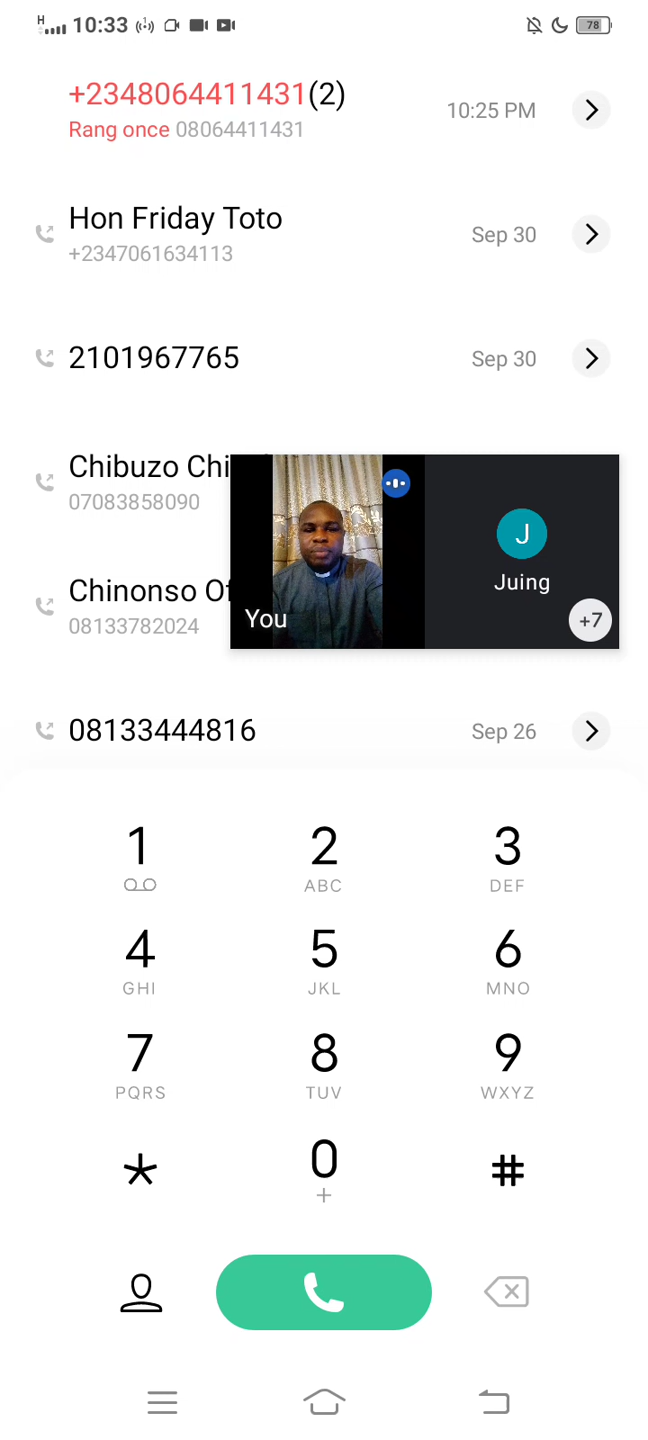 H 10:33 78
+2348064411431(2)
Rang once 08064411431
10:25 PM
Hon Friday Toto
+2347061634113
Sep 30
2101967765
Sep 30
Chibuzo
07083858090
Chinonso
08133782024
You
J
Juing
+7
08133444816
Sep 26
1 2 3
ABC DEF
4 5 6
GHI JKL MNO
7 8 9
PQRS TUV WXYZ
* 0 #
+